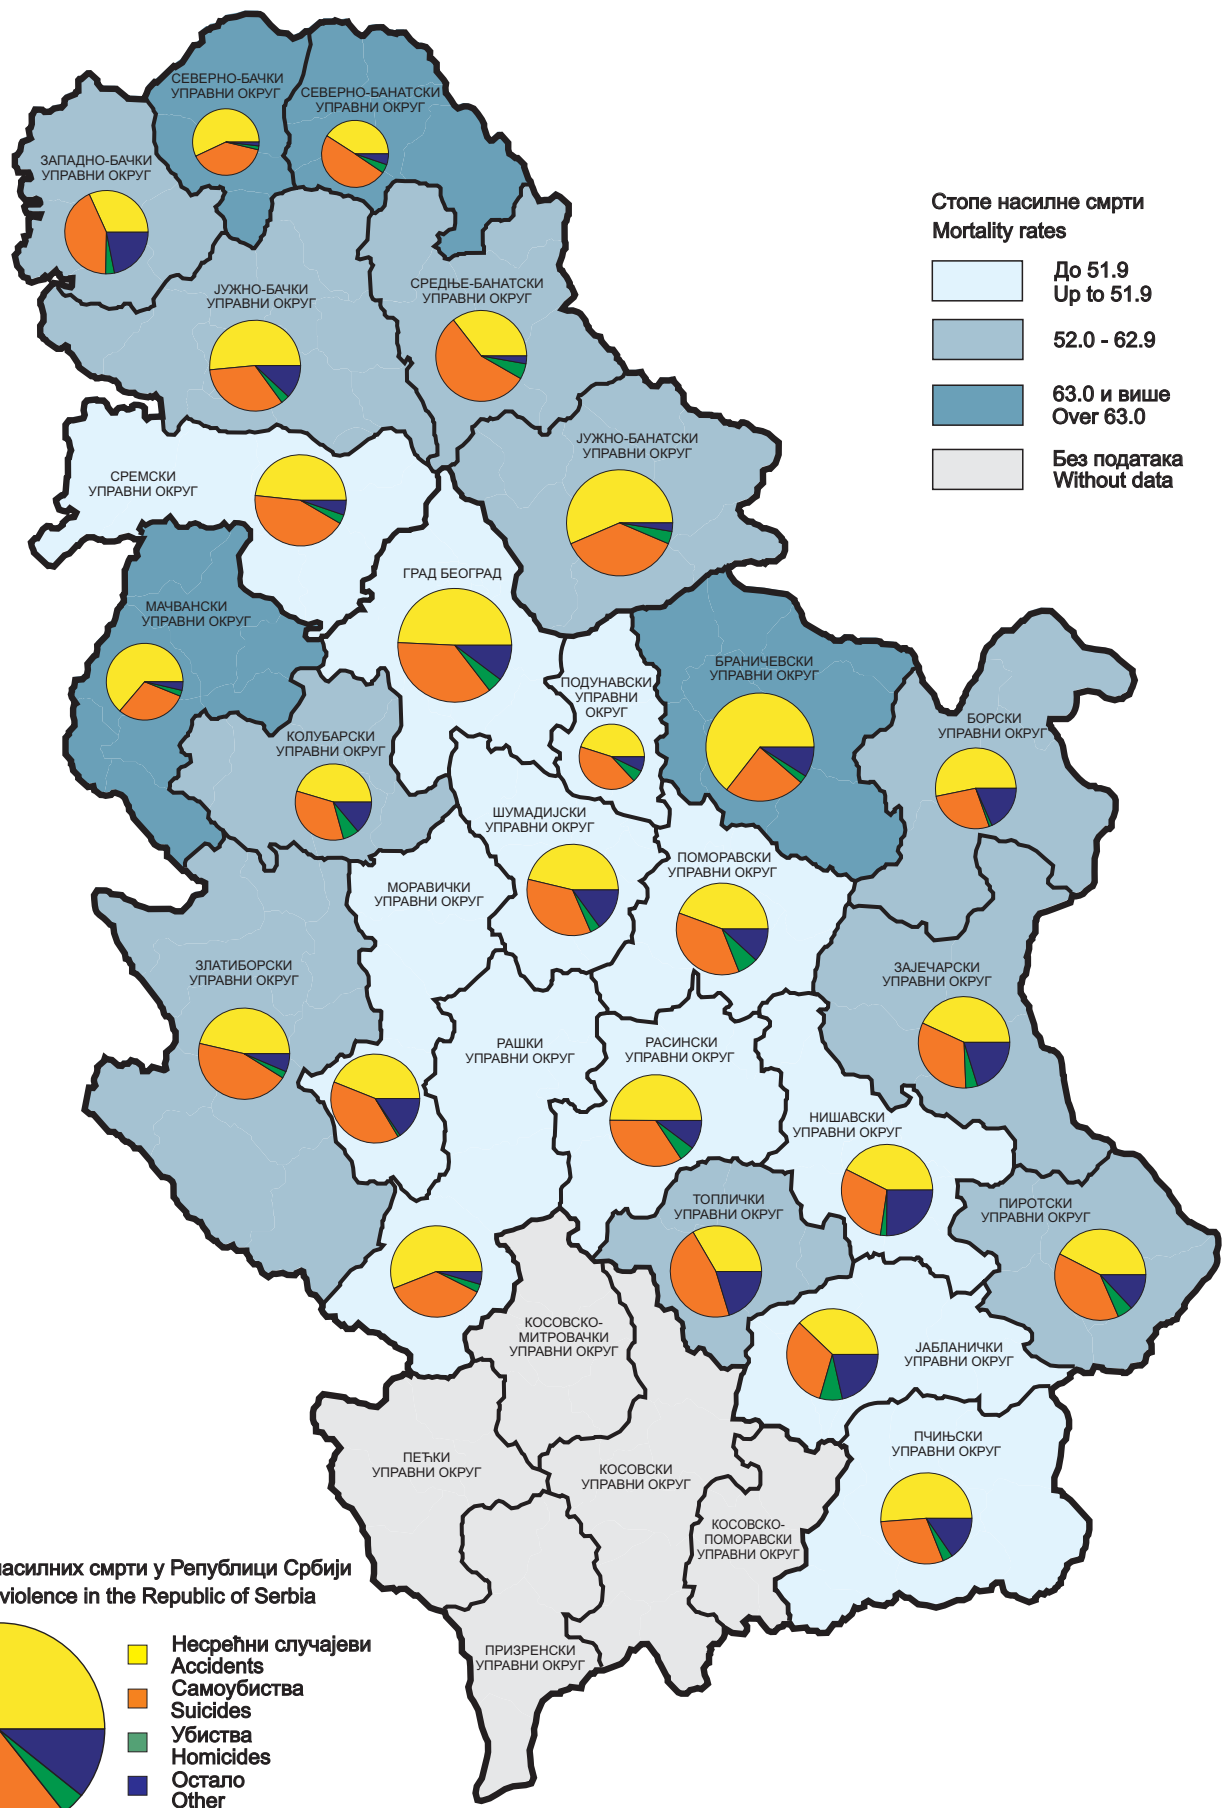 СЕВЕРНО-БАЧКИ
УПРАВНИ ОКРУГ
СЕВЕРНО-БАНАТСКИ
УПРАВНИ ОКРУГ
ЗАПАДНО-БАЧКИ
УПРАВНИ ОКРУГ
Стопе насилне смрти
Mortality rates
До 51.9
Up to 51.9
52.0 - 62.9
63.0 и више
Over 63.0
Без података
Without data
ЈУЖНО-БАЧКИ
УПРАВНИ ОКРУГ
СРЕДЊЕ-БАНАТСКИ
УПРАВНИ ОКРУГ
ЈУЖНО-БАНАТСКИ
УПРАВНИ ОКРУГ
СРЕМСКИ
УПРАВНИ ОКРУГ
ГРАД БЕОГРАД
МАЧВАНСКИ
УПРАВНИ ОКРУГ
ПОДУНАВСКИ
УПРАВНИ
ОКРУГ
БРАНИЧЕВСКИ
УПРАВНИ ОКРУГ
БОРСКИ
УПРАВНИ ОКРУГ
КОЛУБАРСКИ
УПРАВНИ ОКРУГ
ШУМАДИЈСКИ
УПРАВНИ ОКРУГ
ПОМОРАВСКИ
УПРАВНИ ОКРУГ
МОРАВИЧКИ
УПРАВНИ ОКРУГ
ЗЛАТИБОРСКИ
УПРАВНИ ОКРУГ
ЗАЈЕЧАРСКИ
УПРАВНИ ОКРУГ
РАШКИ
УПРАВНИ ОКРУГ
РАСИНСКИ
УПРАВНИ ОКРУГ
НИШАВСКИ
УПРАВНИ ОКРУГ
ТОПЛИЧКИ
УПРАВНИ ОКРУГ
ПИРОТСКИ
УПРАВНИ ОКРУГ
КОСОВСКО-
МИТРОВАЧКИ
УПРАВНИ ОКРУГ
ЈАБЛАНИЧКИ
УПРАВНИ ОКРУГ
ПЧИЊСКИ
УПРАВНИ ОКРУГ
ПЕЋКИ
УПРАВНИ ОКРУГ
КОСОВСКИ
УПРАВНИ ОКРУГ
КОСОВСКО-
ПОМОРАВСКИ
УПРАВНИ ОКРУГ
ПРИЗРЕНСКИ
УПРАВНИ ОКРУГ
насилних смрти у Републици Србији
violence in the Republic of Serbia
Несрећни случајеви
Accidents
Самоубиства
Suicides
Убиства
Homicides
Остало
Other